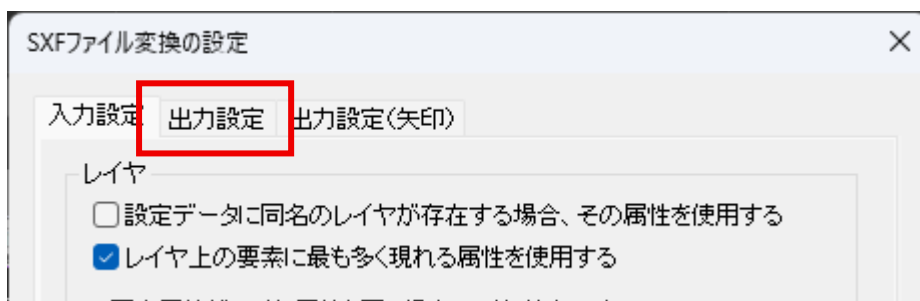 SXFファイル変換の設定
入力設定 出力設定 出力設定(矢印)
レイヤ
設定データに同名のレイヤが存在する場合、その属性を使用する
レイヤ上の要素に最も多く現れる属性を使用する